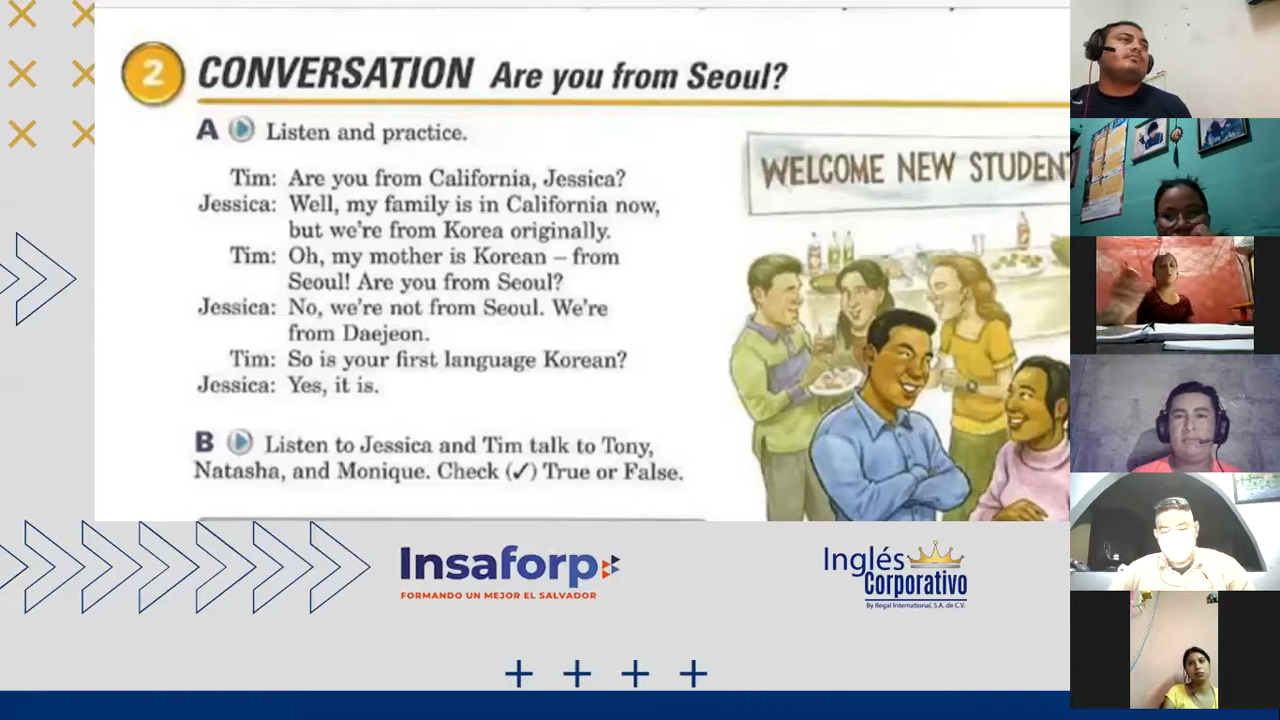 2 CONVERSATION Are you from Seoul?
A Listen and practice.
Tim: Are you from California, Jessica?
Jessica: Well, my family is in California now,
but we're from Korea originally.
Tim: Oh, my mother is Korean – from
Seoul! Are you from Seoul?
Jessica: No, we're not from Seoul. We're
from Daejeon.
Tim: So is your first language Korean?
Jessica: Yes, it is.
B Listen to Jessica and Tim talk to Tony,
Natasha, and Monique. Check (✓) True or False.
WELCOME NEW STUDENT
Insaforp
FORMANDO UN MEJOR EL SALVADOR
Inglés
Corporativo
By Regal International, S.A. de C.V.